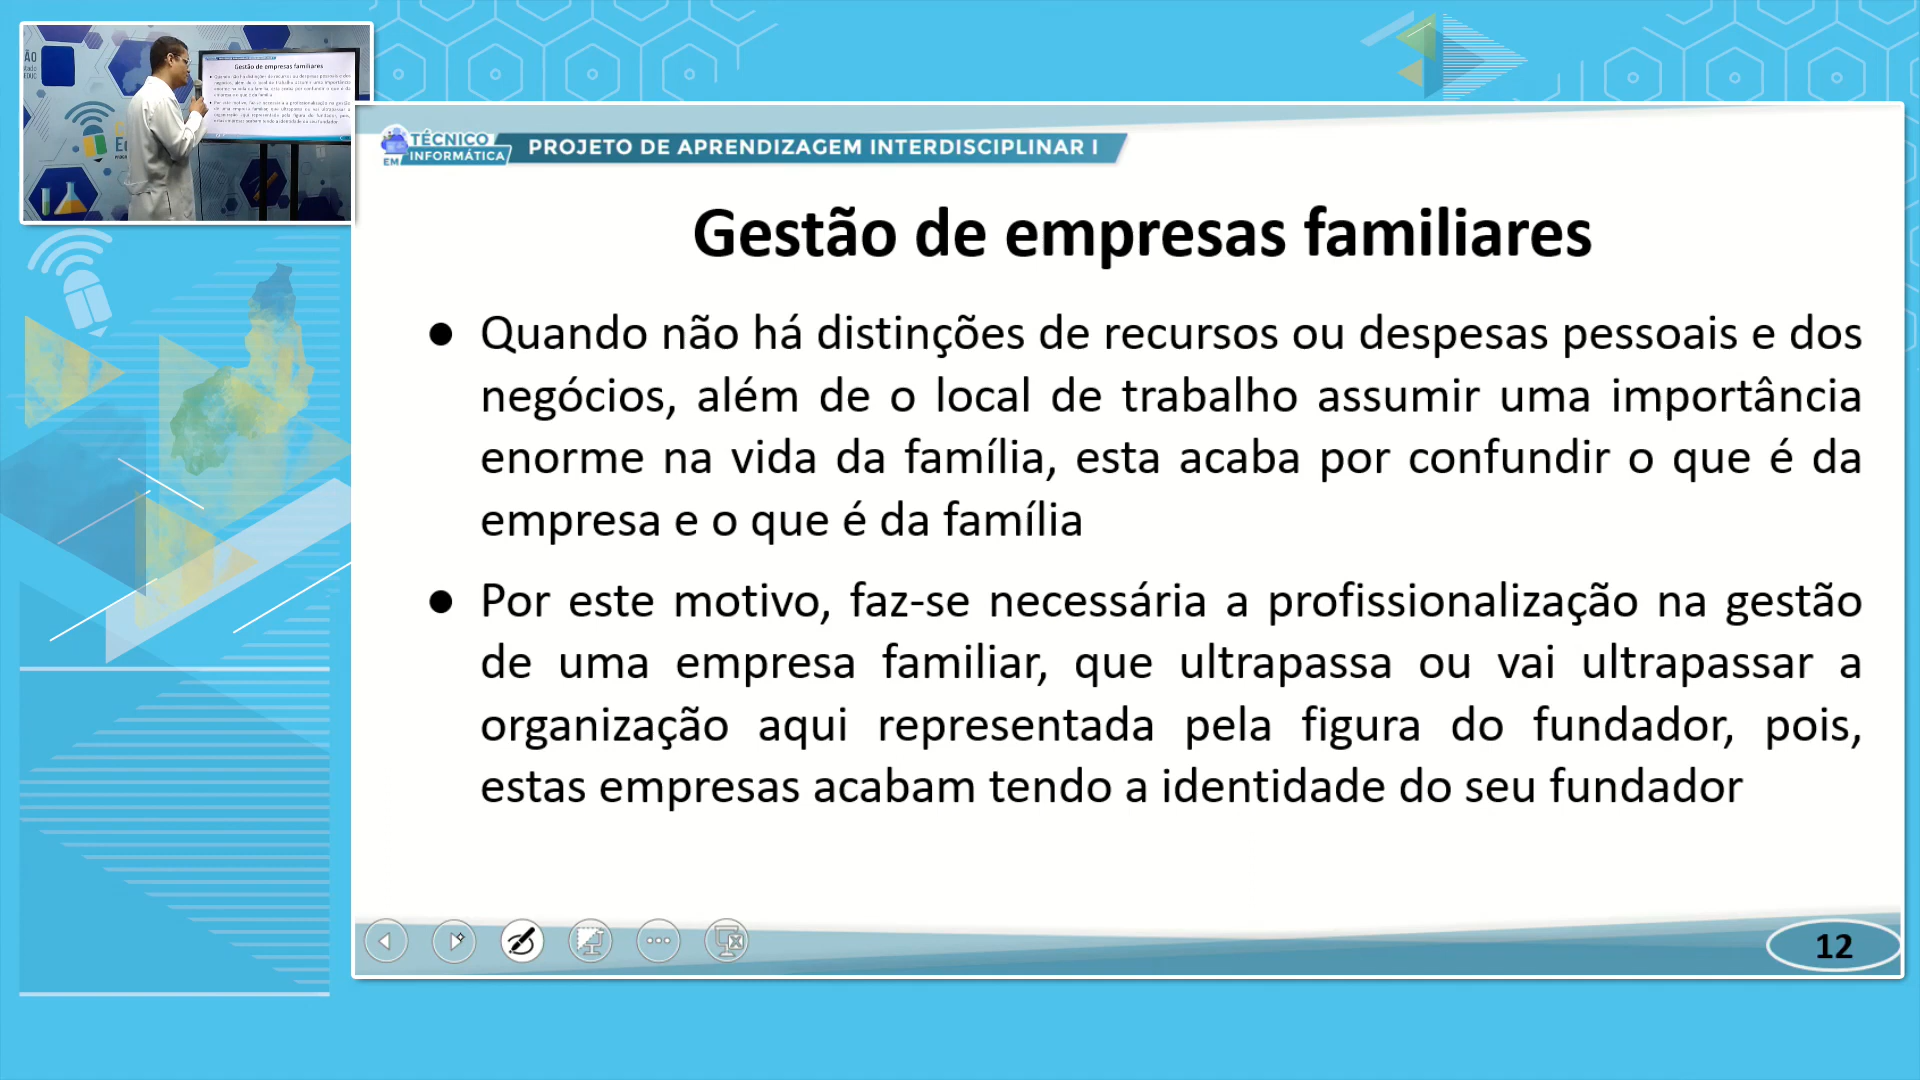 TÉCNICO
EM INFORMÁTICA
PROJETO DE APRENDIZAGEM INTERDISCIPLINAR I
Gestão de empresas familiares
● Quando não há distinções de recursos ou despesas pessoais e dos
negócios, além de o local de trabalho assumir uma importância
enorme na vida da família, esta acaba por confundir o que é da
empresa e o que é da família
● Por este motivo, faz-se necessária a profissionalização na gestão
de uma empresa familiar, que ultrapassa ou vai ultrapassar a
organização aqui representada pela figura do fundador, pois,
estas empresas acabam tendo a identidade do seu fundador
12